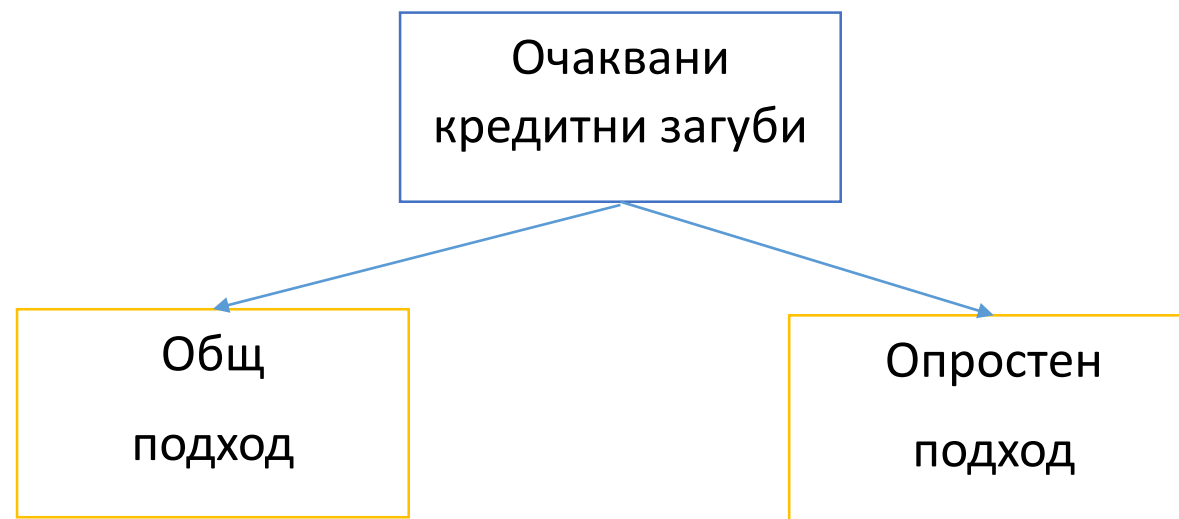 Очаквани
кредитни загуби
Общ
подход
Опростен
подход